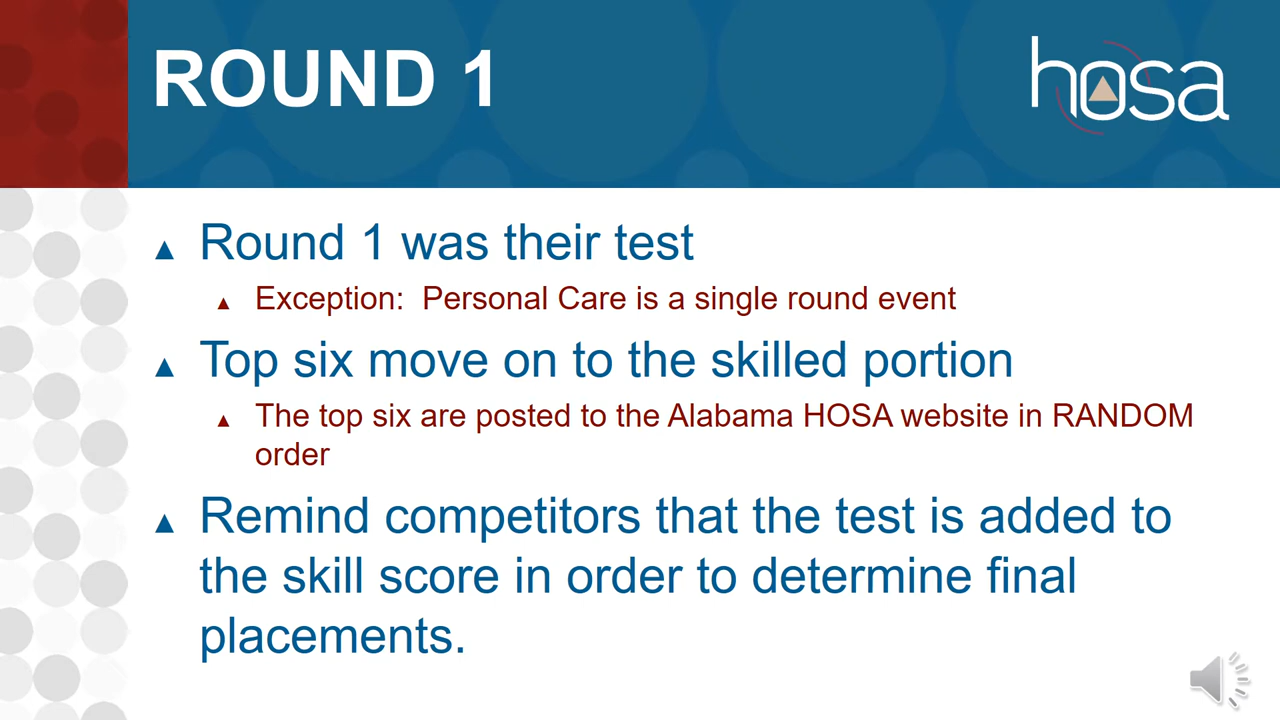 ROUND 1
hosa
Round 1 was their test
Exception:  Personal Care is a single round event
Top six move on to the skilled portion
The top six are posted to the Alabama HOSA website in RANDOM
order
Remind competitors that the test is added to
the skill score in order to determine final
placements.